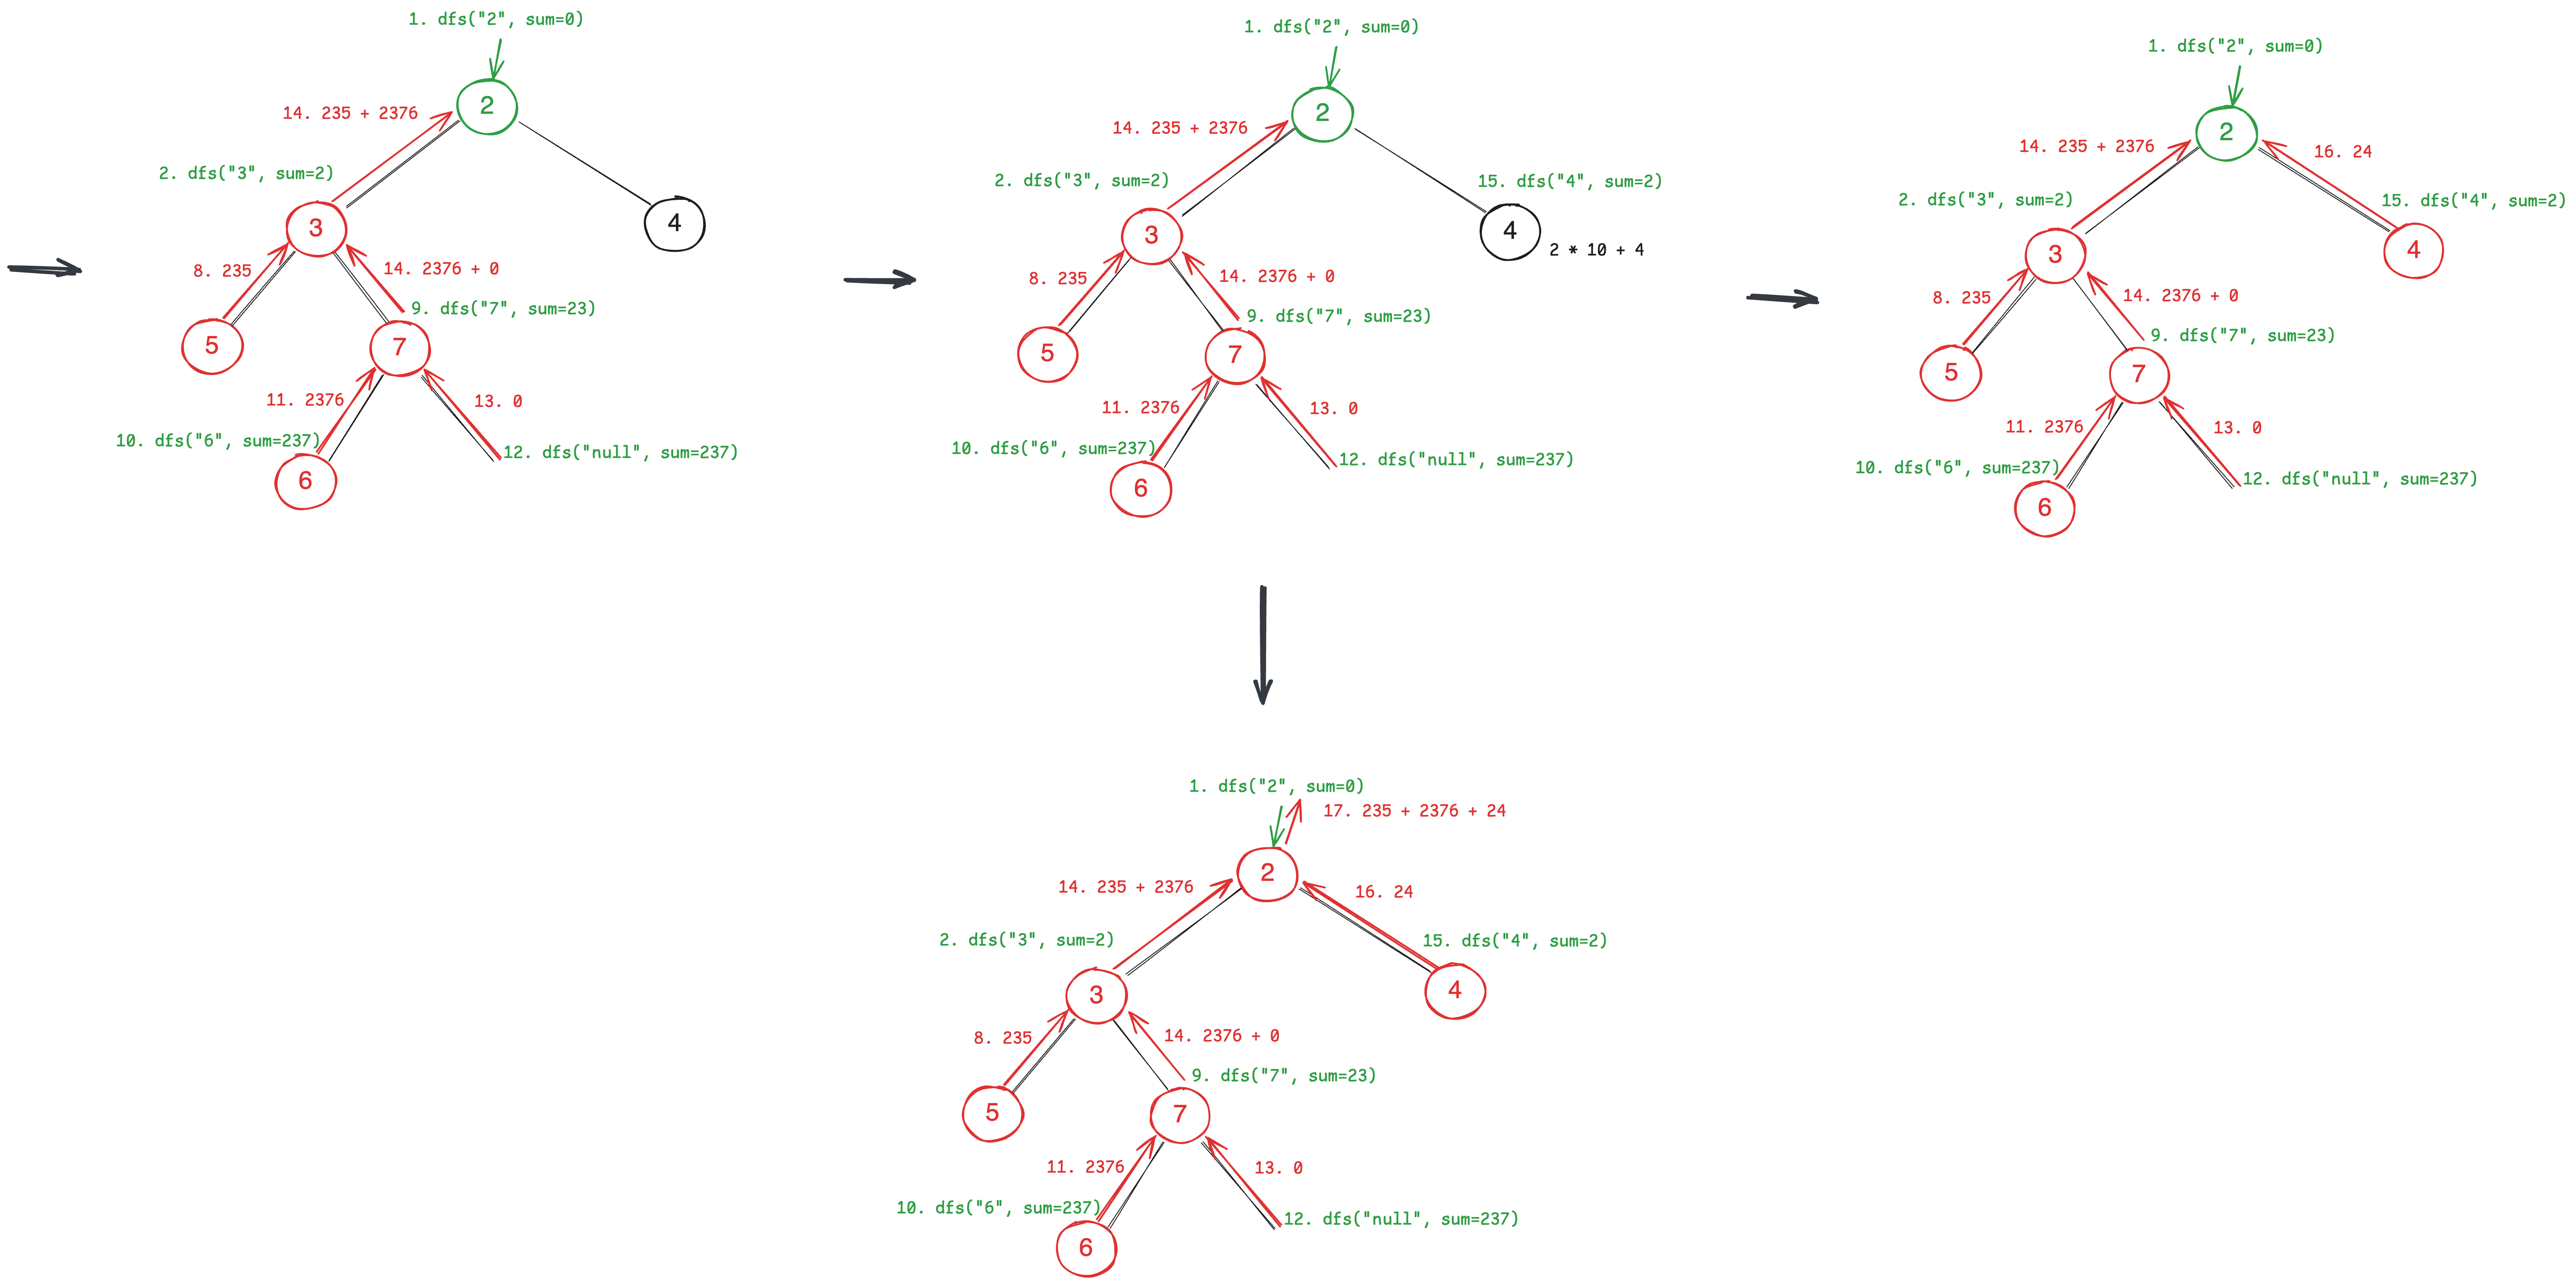 1. dfs("2", sum=0)
2
14. 235 + 2376
2. dfs("3", sum=2)
3
4
8. 235
14. 2376 + 0
9. dfs("7", sum=23)
5
7
11. 2376
13. 0
10. dfs("6", sum=237)
12. dfs("null", sum=237)
6
1. dfs("2", sum=0)
2
14. 235 + 2376
2. dfs("3", sum=2)
15. dfs("4", sum=2)
3
4
2 * 10 + 4
8. 235
14. 2376 + 0
9. dfs("7", sum=23)
5
7
11. 2376
13. 0
10. dfs("6", sum=237)
12. dfs("null", sum=237)
6
1. dfs("2", sum=0)
2
14. 235 + 2376
16. 24
2. dfs("3", sum=2)
15. dfs("4", sum=2)
3
4
8. 235
14. 2376 + 0
9. dfs("7", sum=23)
5
7
11. 2376
13. 0
10. dfs("6", sum=237)
12. dfs("null", sum=237)
6
1. dfs("2", sum=0)
17. 235 + 2376 + 24
2
14. 235 + 2376
16. 24
2. dfs("3", sum=2)
15. dfs("4", sum=2)
3
4
8. 235
14. 2376 + 0
9. dfs("7", sum=23)
5
7
11. 2376
13. 0
10. dfs("6", sum=237)
12. dfs("null", sum=237)
6